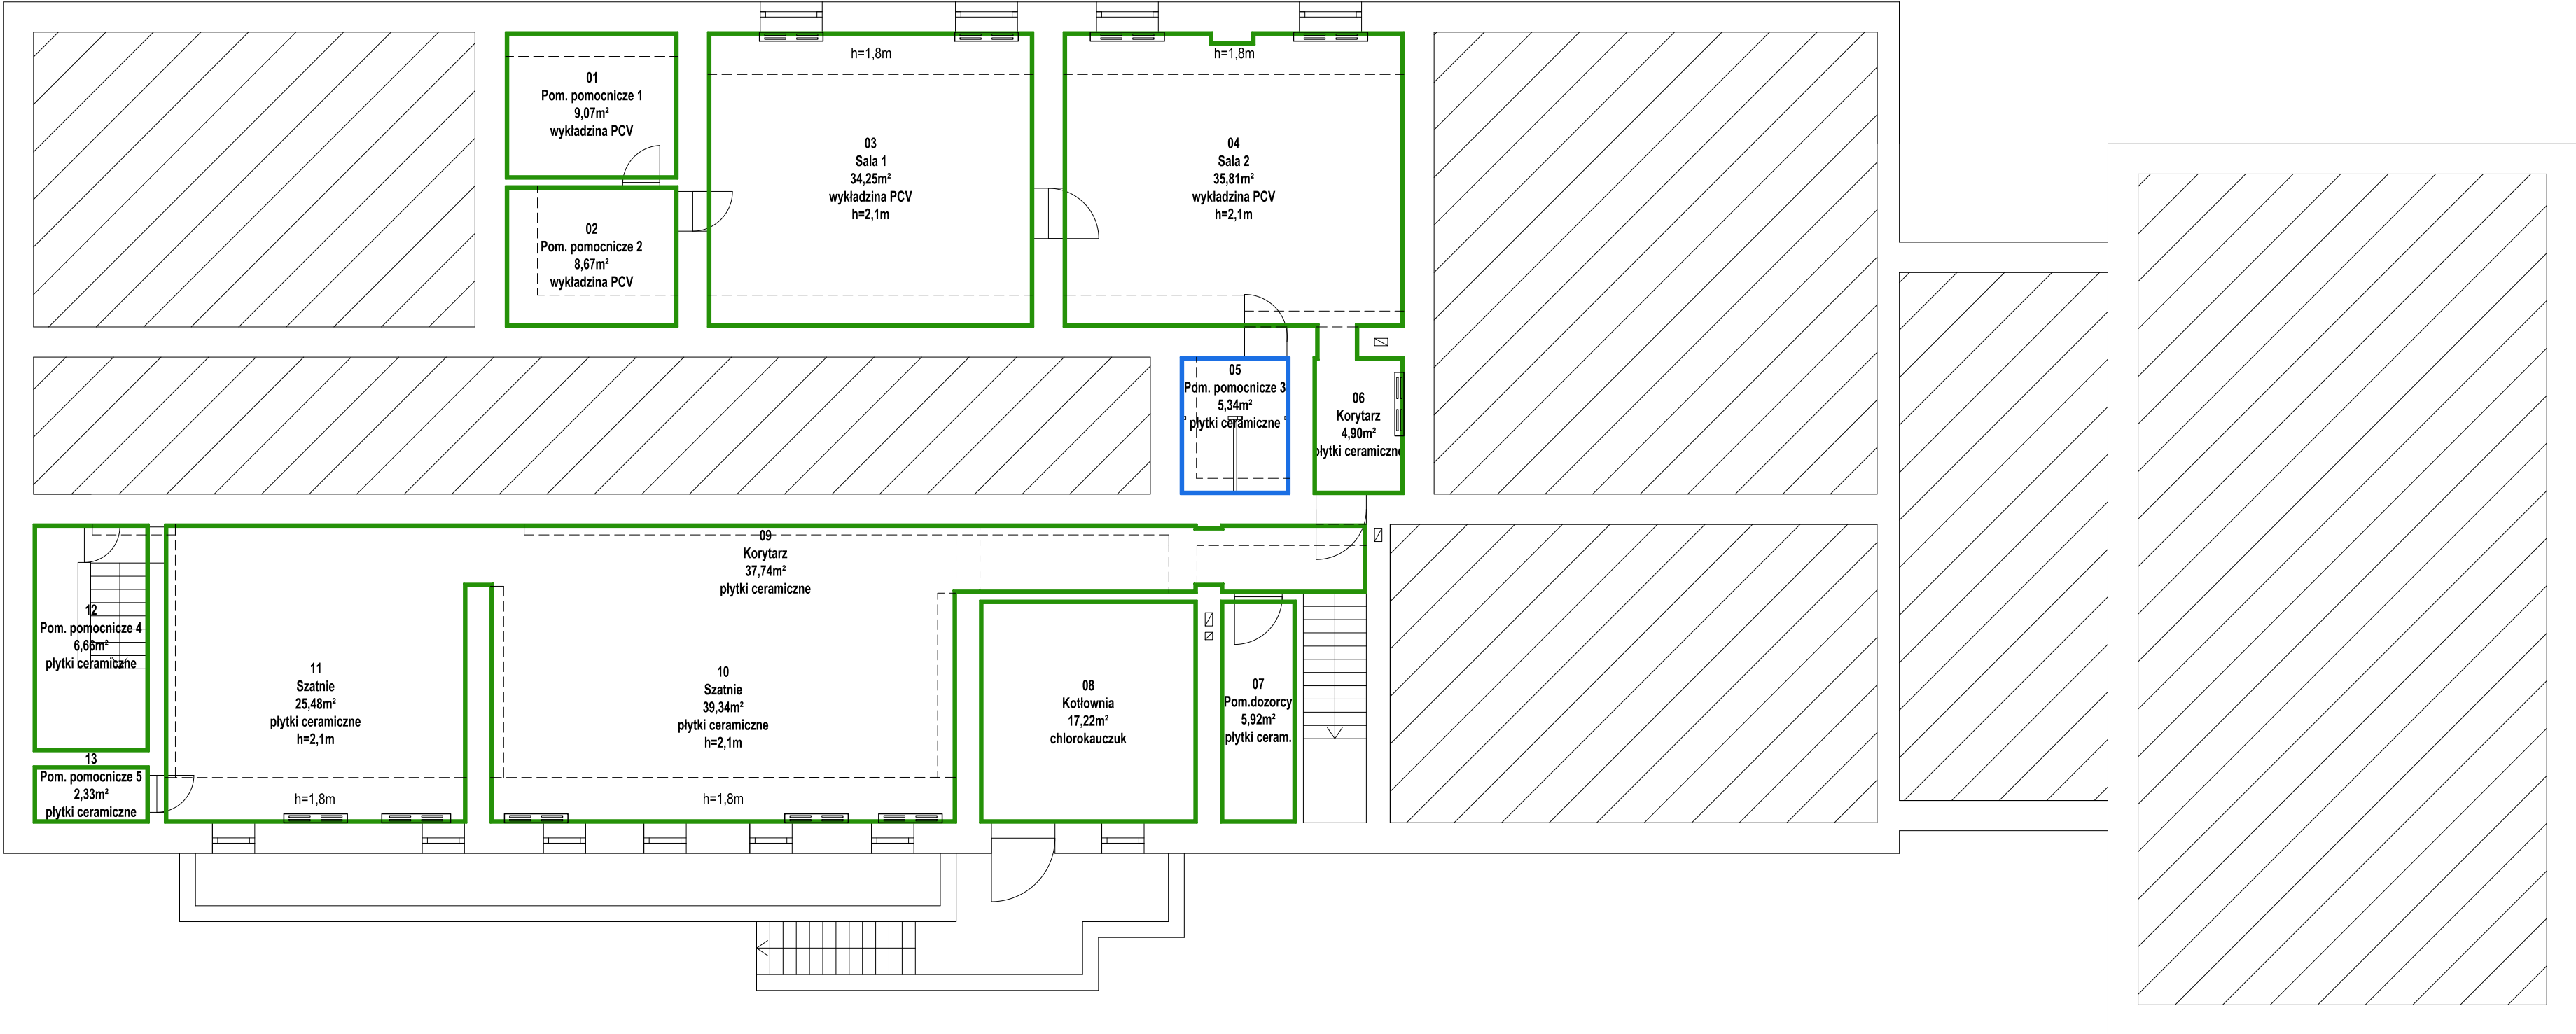 01
Pom. pomocnicze 1
9,07m²
wykładzina PCV
02
Pom. pomocnicze 2
8,67m²
wykładzina PCV
h=1,8m
03
Sala 1
34,25m²
wykładzina PCV
h=2,1m
h=1,8m
04
Sala 2
35,81m²
wykładzina PCV
h=2,1m
05
Pom. pomocnicze 3
5,34m²
płytki ceramiczne
06
Korytarz
4,90m²
płytki ceramiczne
09
Korytarz
37,74m²
płytki ceramiczne
12
Pom. pomocnicze 4
6,66m²
płytki ceramiczne
13
Pom. pomocnicze 5
2,33m²
płytki ceramiczne
11
Szatnie
25,48m²
płytki ceramiczne
h=2,1m
h=1,8m
10
Szatnie
39,34m²
płytki ceramiczne
h=2,1m
h=1,8m
08
Kotłownia
17,22m²
chlorokauczuk
07
Pom.dozorcy
5,92m²
płytki ceram.